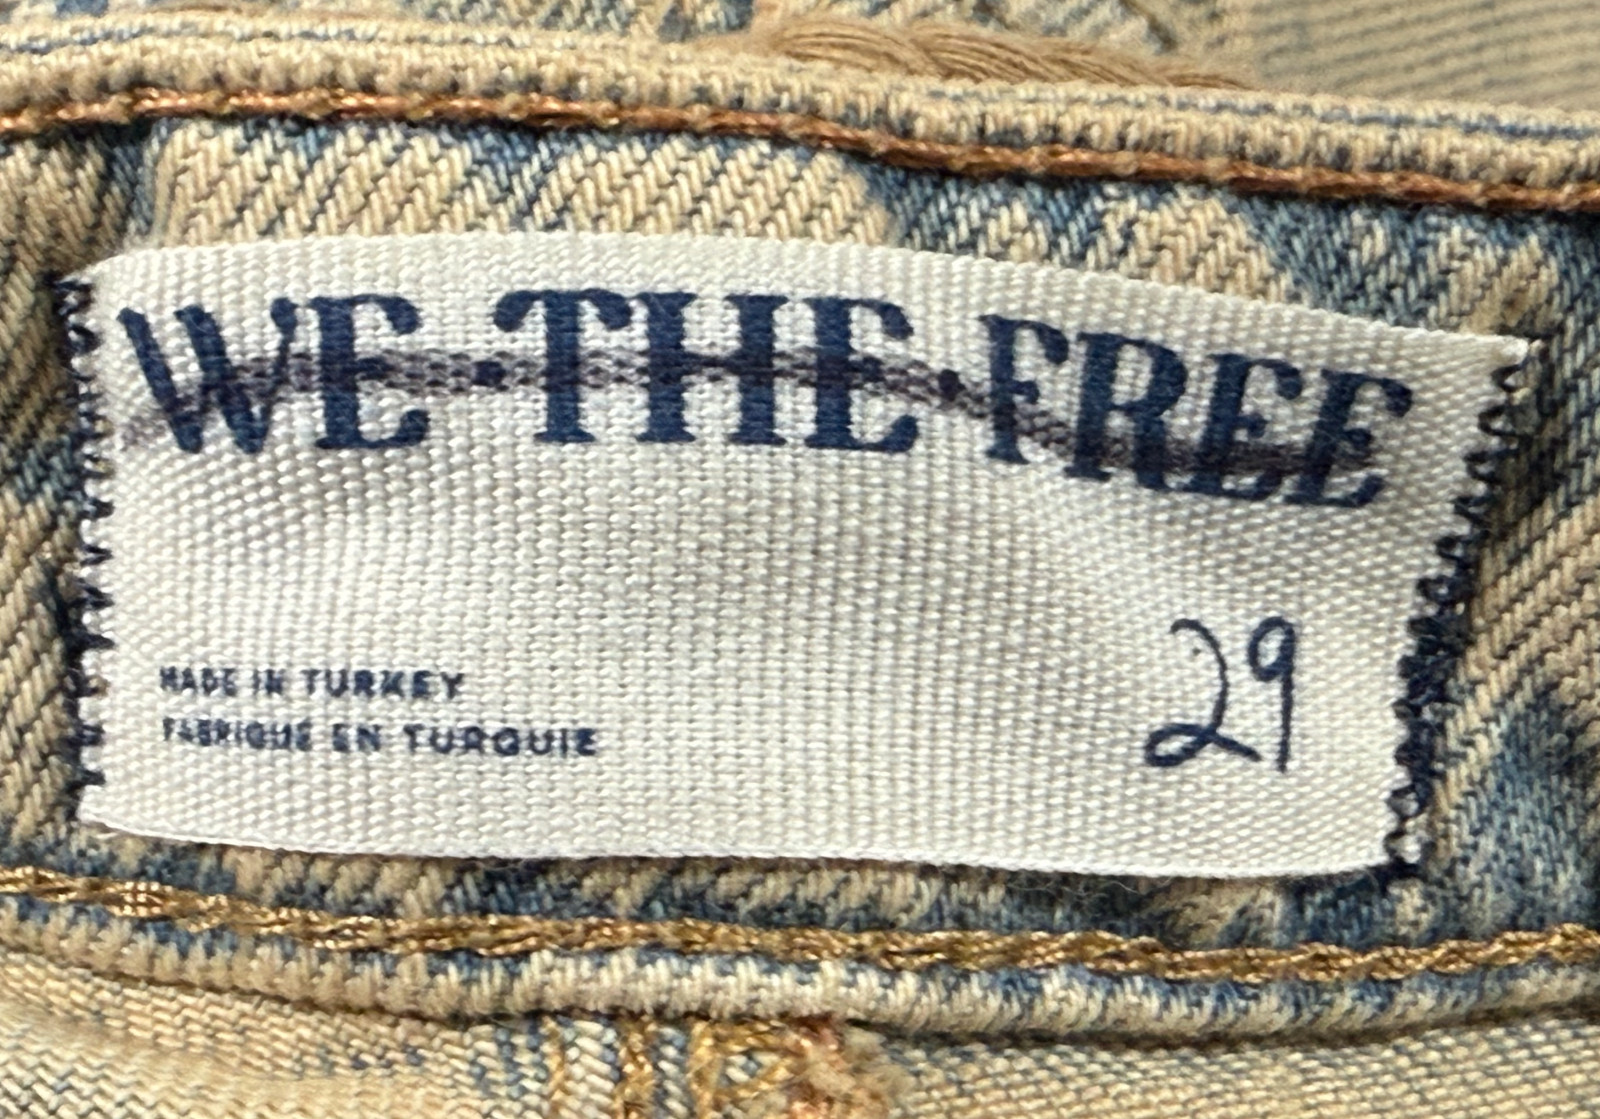 WE·THE·FREE
29
MADE IN TURKEY
FABRIQUE EN TURQUIE